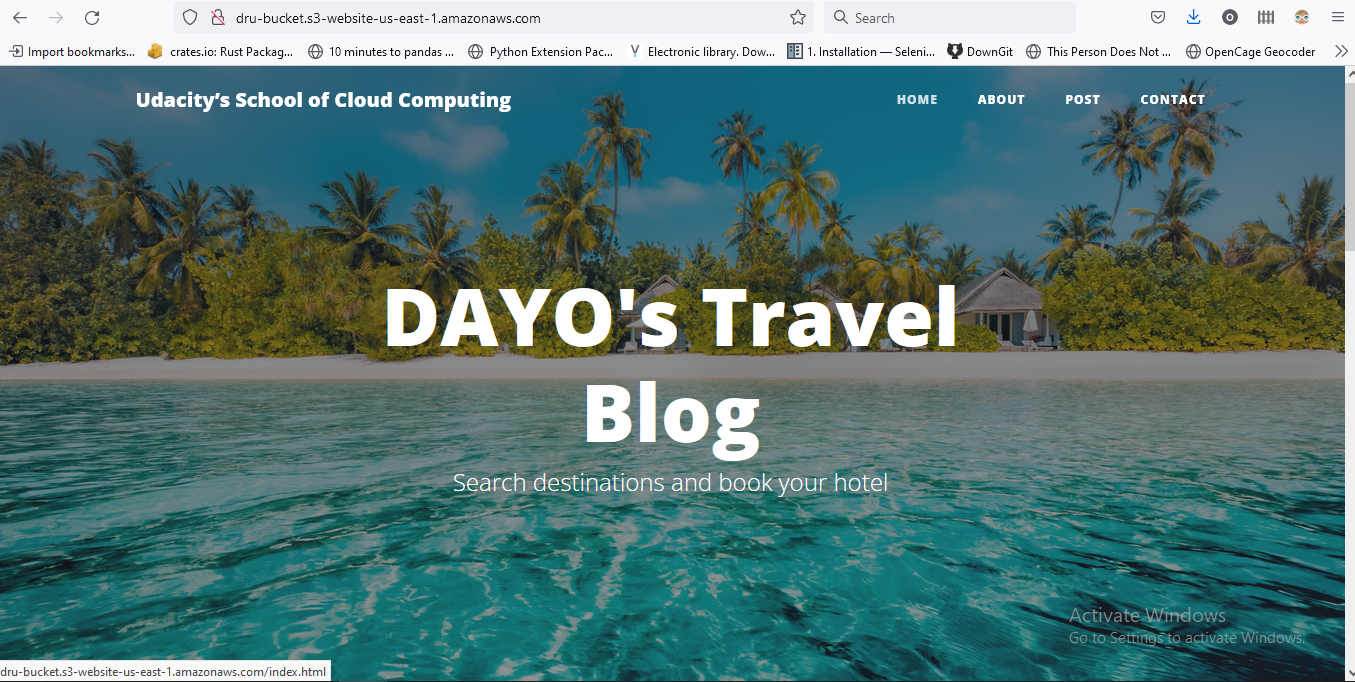 dru-bucket.s3-website-us-east-1.amazonaws.com
Search
Import bookmarks...
crates.io: Rust Packag...
10 minutes to pandas ...
Python Extension Pac...
Electronic library. Dow...
1. Installation — Seleni...
DownGit
This Person Does Not ...
OpenCage Geocoder
Udacity’s School of Cloud Computing
HOME
ABOUT
POST
CONTACT
DAYO's Travel
Blog
Search destinations and book your hotel
Activate Windows
Go to Settings to activate Windows.
dru-bucket.s3-website-us-east-1.amazonaws.com/index.html